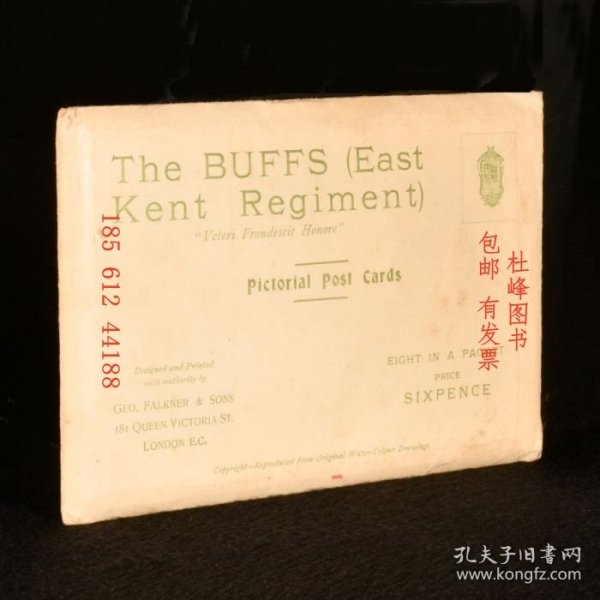 The BUFFS (East
Kent Regiment)
"Veteri Frondescit Honore"
Pictorial Post Cards
Designed and Printed
with authority by
GEO. FALKNER & SONS
181 QUEEN VICTORIA ST.
LONDON E.C.
EIGHT IN A PACKET
PRICE
SIXPENCE
Copyright—Reproduced from Original Water-Colour Drawings
185 612 44188
杜峰图书
包邮 有发票
孔夫子旧书网
www.kongfz.com